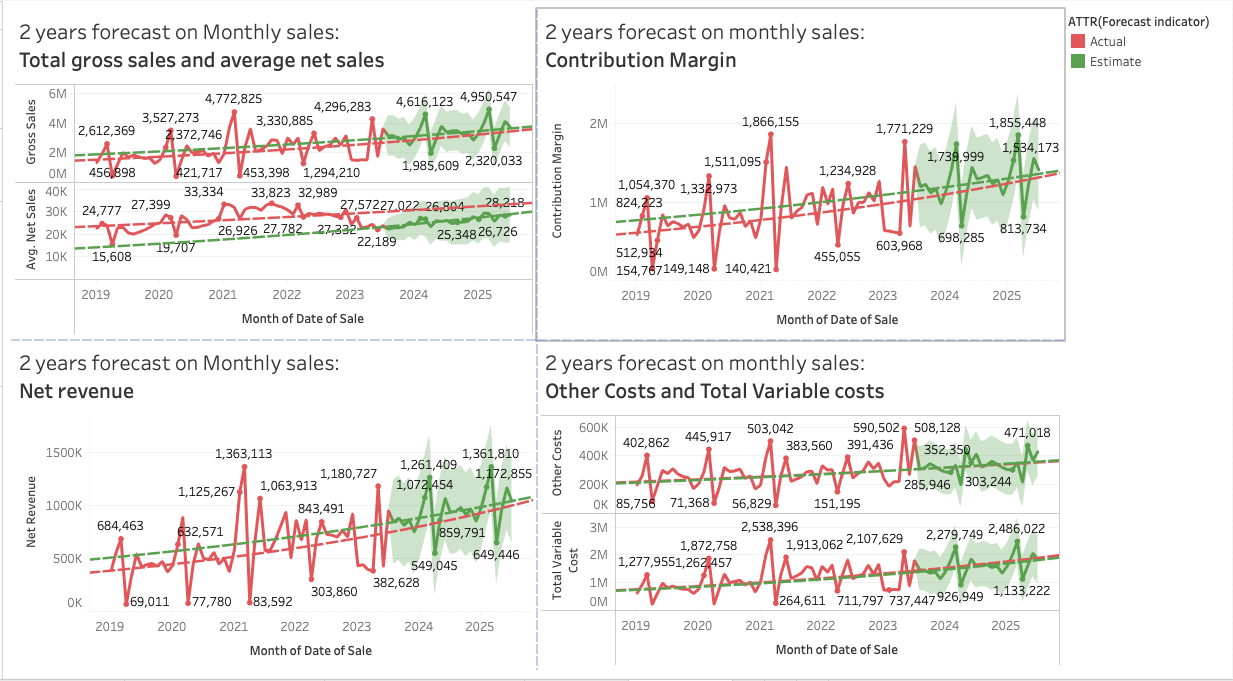 2 years forecast on Monthly sales:
Total gross sales and average net sales
Gross Sales
6M
4M
2M
0M
2,612,369
456,898
3,527,273
2,372,746
421,717
4,772,825
453,398
3,330,885
1,294,210
4,296,283
4,616,123
1,985,609
4,950,547
2,320,033
Avg. Net Sales
40K
30K
20K
10K
24,777
15,608
27,399
19,707
33,334
26,926
33,823
27,782
32,989
27,332
27,572
22,189
27,022
26,804
25,348
28,218
26,726
2019 2020 2021 2022 2023 2024 2025
Month of Date of Sale
2 years forecast on monthly sales:
Contribution Margin
Contribution Margin
2M
1M
0M
1,054,370
824,223
512,934
154,767
1,332,973
149,148
1,511,095
1,866,155
140,421
1,234,928
455,055
1,771,229
603,968
1,739,999
698,285
1,855,448
1,534,173
813,734
2019 2020 2021 2022 2023 2024 2025
Month of Date of Sale
ATTR(Forecast indicator)
Actual
Estimate
2 years forecast on Monthly sales:
Net revenue
Net Revenue
1500K
1000K
500K
0K
684,463
69,011
632,571
77,780
1,125,267
1,363,113
83,592
1,063,913
843,491
303,860
1,180,727
382,628
1,261,409
1,072,454
549,045
859,791
1,361,810
1,172,855
649,446
2019 2020 2021 2022 2023 2024 2025
Month of Date of Sale
2 years forecast on monthly sales:
Other Costs and Total Variable costs
Other Costs
600K
400K
200K
0K
402,862
85,756
445,917
71,368
503,042
56,829
383,560
391,436
151,195
590,502
508,128
285,946
352,350
303,244
471,018
Total Variable
Cost
3M
2M
1M
0M
1,277,955
1,262,457
1,872,758
2,538,396
264,611
1,913,062
711,797
2,107,629
737,447
2,279,749
926,949
2,486,022
1,133,222
2019 2020 2021 2022 2023 2024 2025
Month of Date of Sale